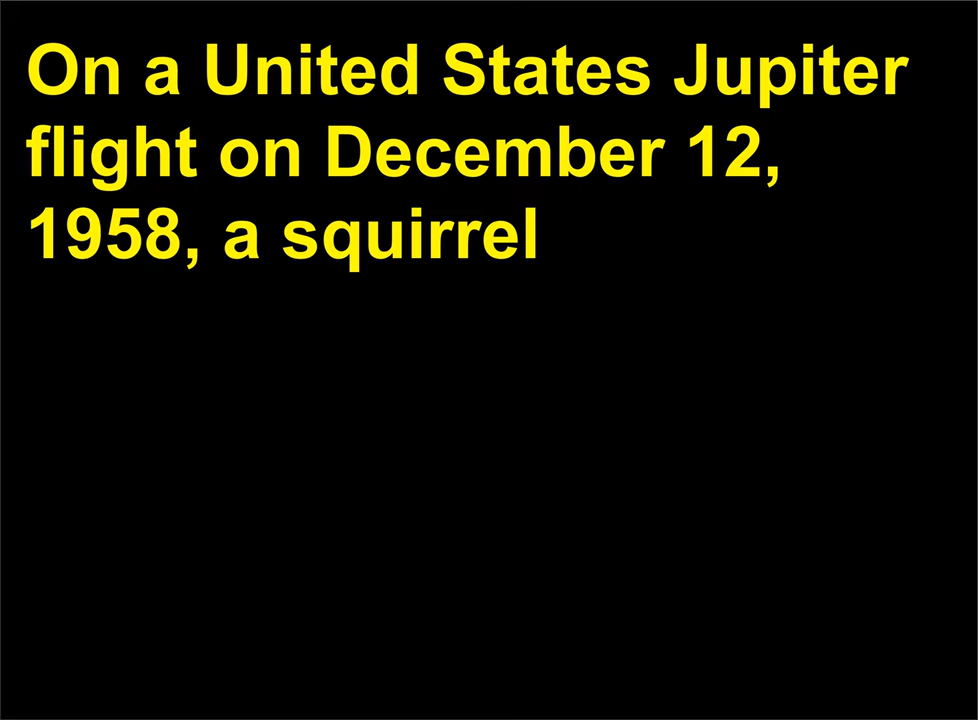 On a United States Jupiter
flight on December 12,
1958, a squirrel